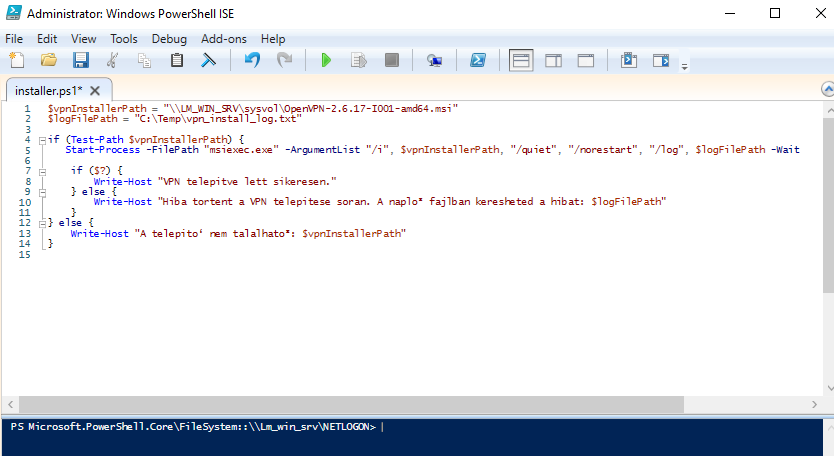 Administrator: Windows PowerShell ISE
File Edit View Tools Debug Add-ons Help
installer.ps1*
1 $vpnInstallerPath = "\\LM_WIN_SRV\sysvol\OpenVPN-2.6.17-I001-amd64.msi"
2 $logFilePath = "C:\Temp\vpn_install_log.txt"
3
4 if (Test-Path $vpnInstallerPath) {
5 Start-Process -FilePath "msiexec.exe" -ArgumentList "/i", $vpnInstallerPath, "/quiet", "/norestart", "/log", $logFilePath -Wait
6
7 if ($?) {
8 Write-Host "VPN telepitve lett sikeresen."
9 } else {
10 Write-Host "Hiba tortent a VPN telepitese soran. A naplo* fajlban keresheted a hibat: $logFilePath"
11 }
12 } else {
13 Write-Host "A telepito‘ nem talalhato*: $vpnInstallerPath"
14 }
15
PS Microsoft.PowerShell.Core\FileSystem::\\Lm_win_srv\NETLOGON>